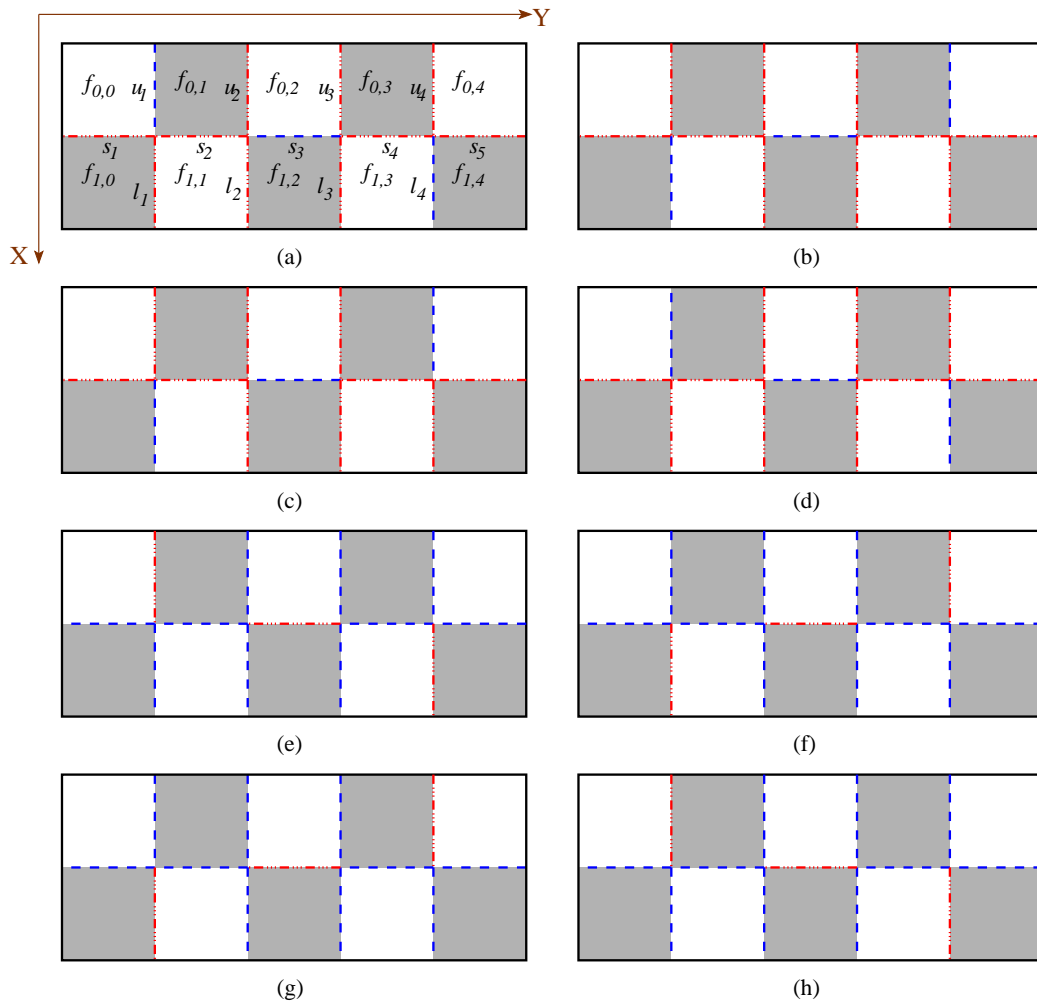 Y
f0,0 u1 f0,1 u2 f0,2 u3 f0,3 u4 f0,4
s1 s2 s3 s4 s5
f1,0 l1 f1,1 l2 f1,2 l3 f1,3 l4 f1,4
X
(a) (b)
(c) (d)
(e) (f)
(g) (h)